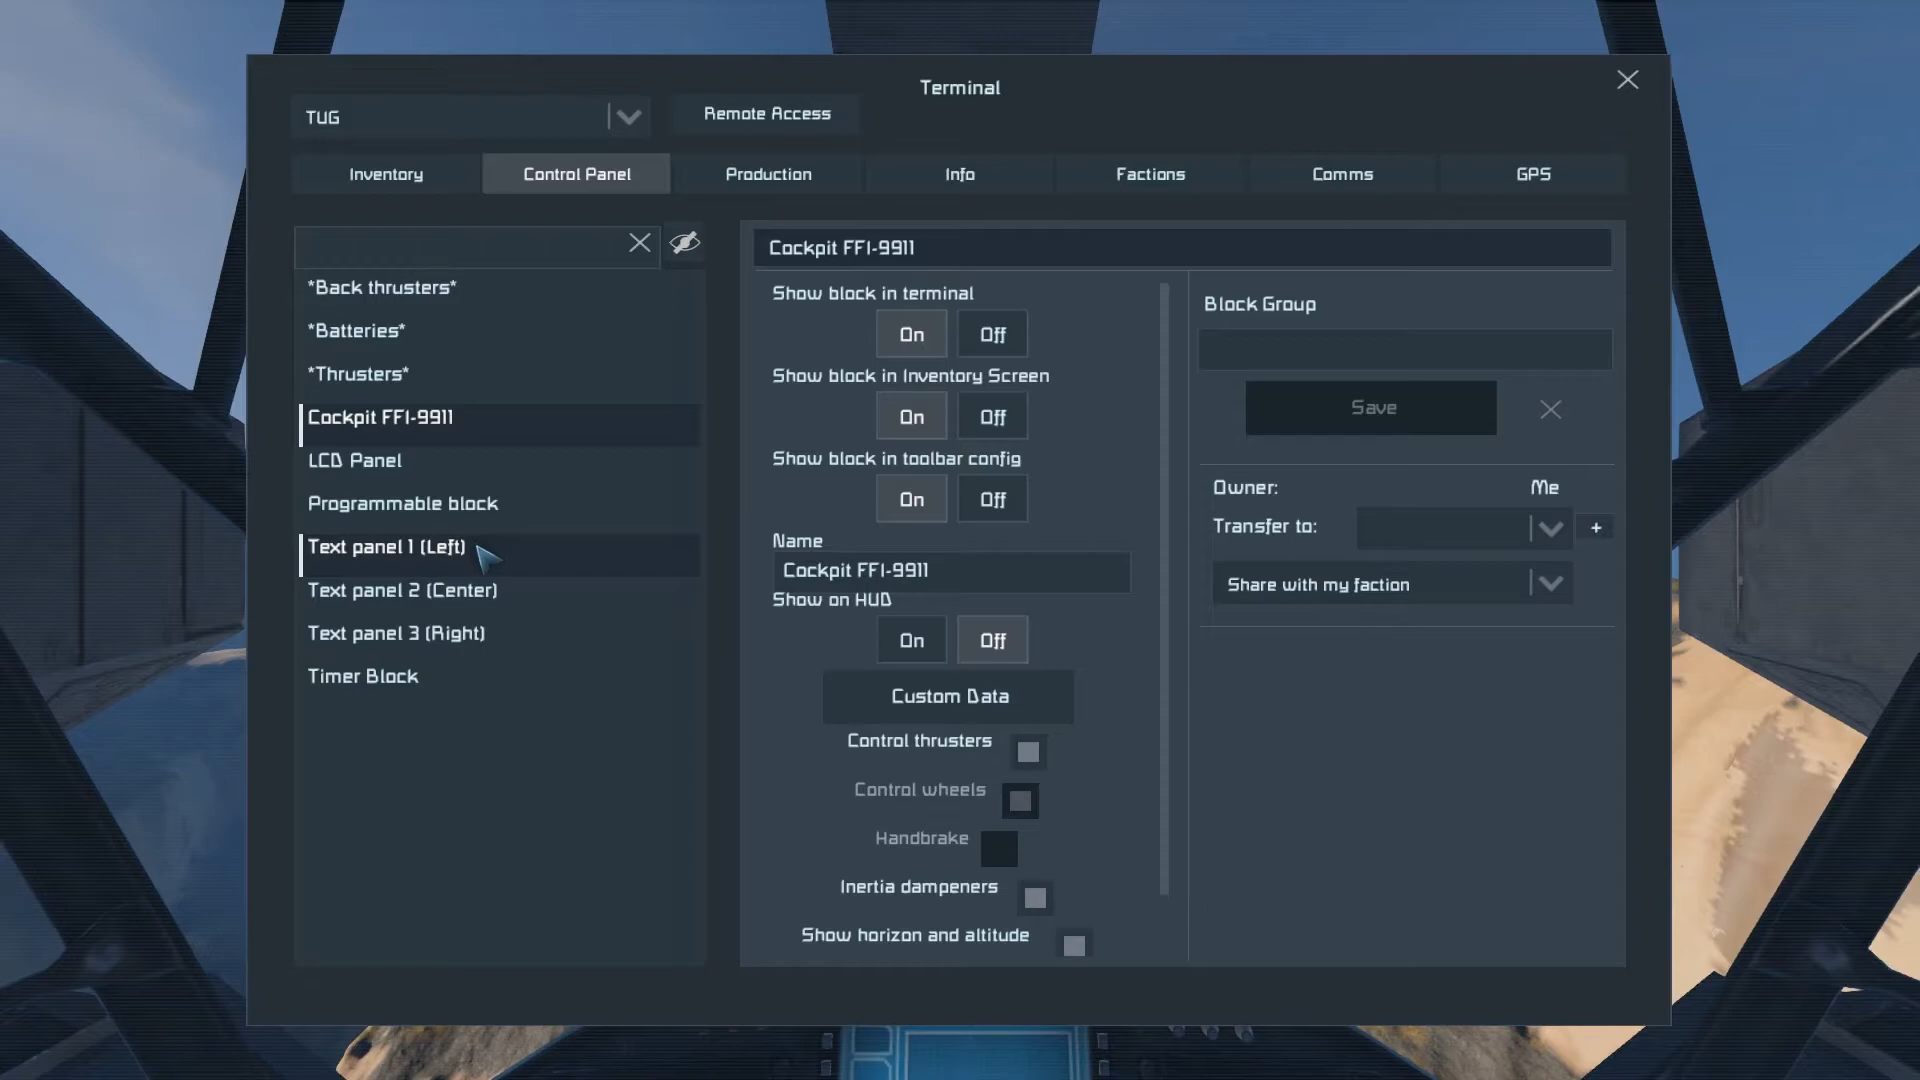 Terminal
TUG
Remote Access
Inventory
Control Panel
Production
Info
Factions
Comms
GPS
*Back thrusters*
*Batteries*
*Thrusters*
Cockpit FFI-9911
LCD Panel
Programmable block
Text panel 1 (Left)
Text panel 2 (Center)
Text panel 3 (Right)
Timer Block
Cockpit FFI-9911
Show block in terminal
On Off
Show block in Inventory Screen
On Off
Show block in toolbar config
On Off
Name
Cockpit FFI-9911
Show on HUD
On Off
Custom Data
Control thrusters
Control wheels
Handbrake
Inertia dampeners
Show horizon and altitude
Block Group
Save
Owner: Me
Transfer to:
+
Share with my faction